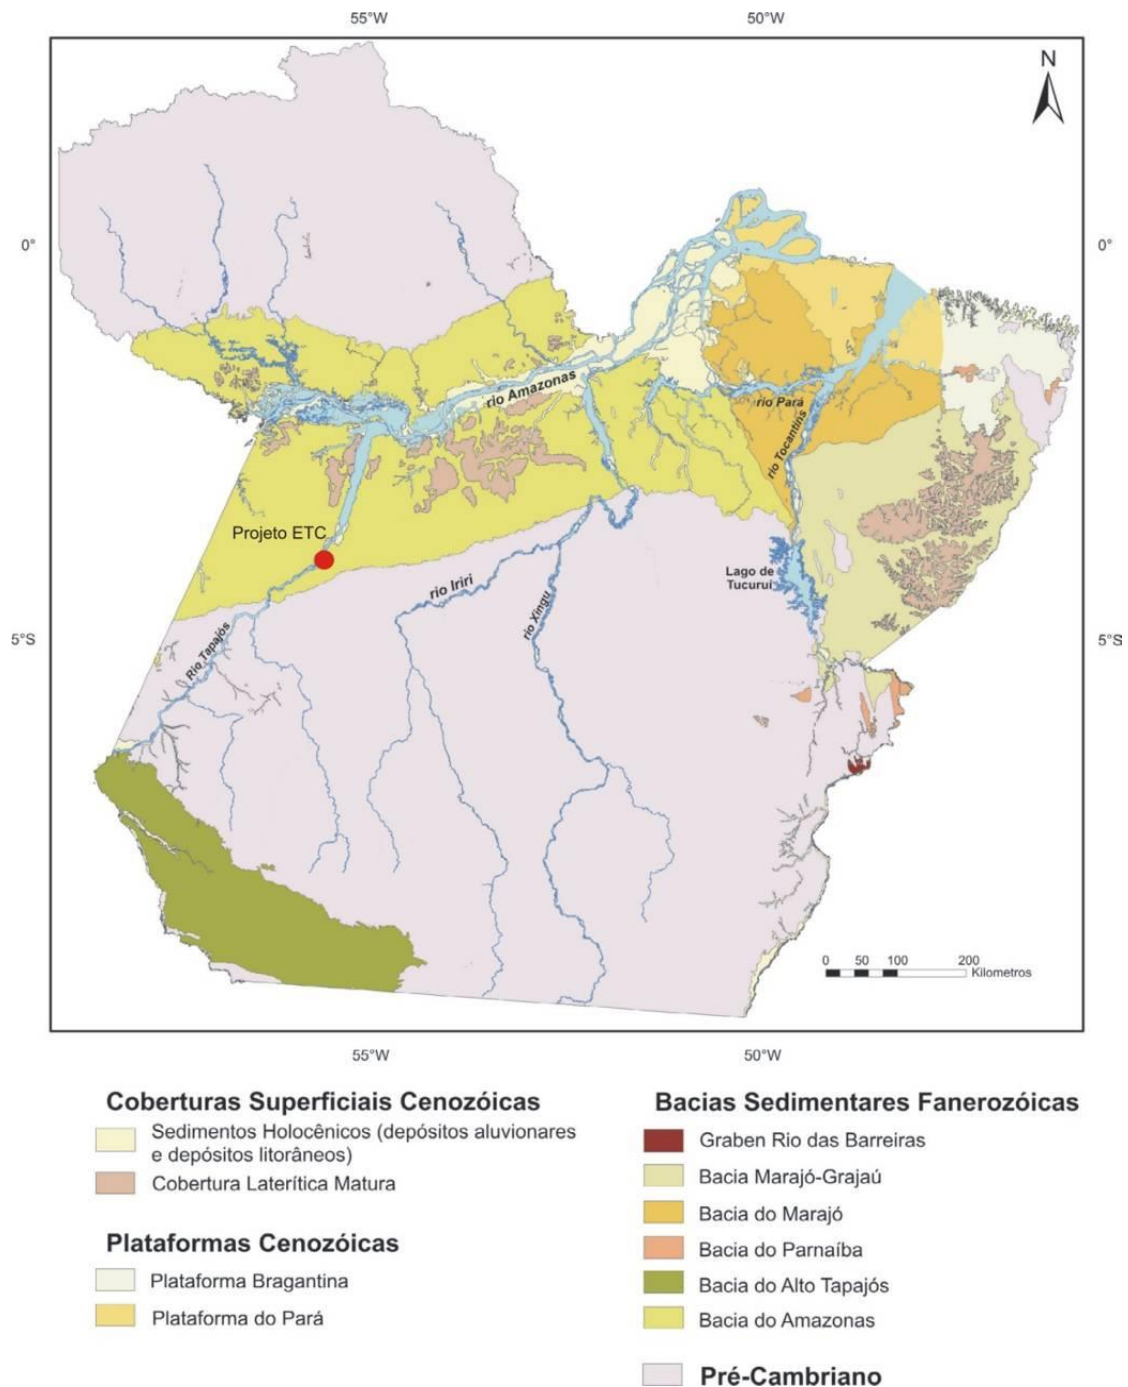 55°W
50°W
N
0°
0°
rio Amazonas
rio Pará
rio Tocantins
Projeto ETC
Lago de
Tucuruí
rio Iriri
rio Xingu
Rio Tapajós
5°S
5°S
0 50 100 200
Kilometros
55°W
50°W
Coberturas Superficiais Cenozóicas
Sedimentos Holocênicos (depósitos aluvionares
e depósitos litorâneos)
Cobertura Laterítica Matura
Plataformas Cenozóicas
Plataforma Bragantina
Plataforma do Pará
Bacias Sedimentares Fanerozóicas
Graben Rio das Barreiras
Bacia Marajó-Grajaú
Bacia do Marajó
Bacia do Parnaíba
Bacia do Alto Tapajós
Bacia do Amazonas
Pré-Cambriano